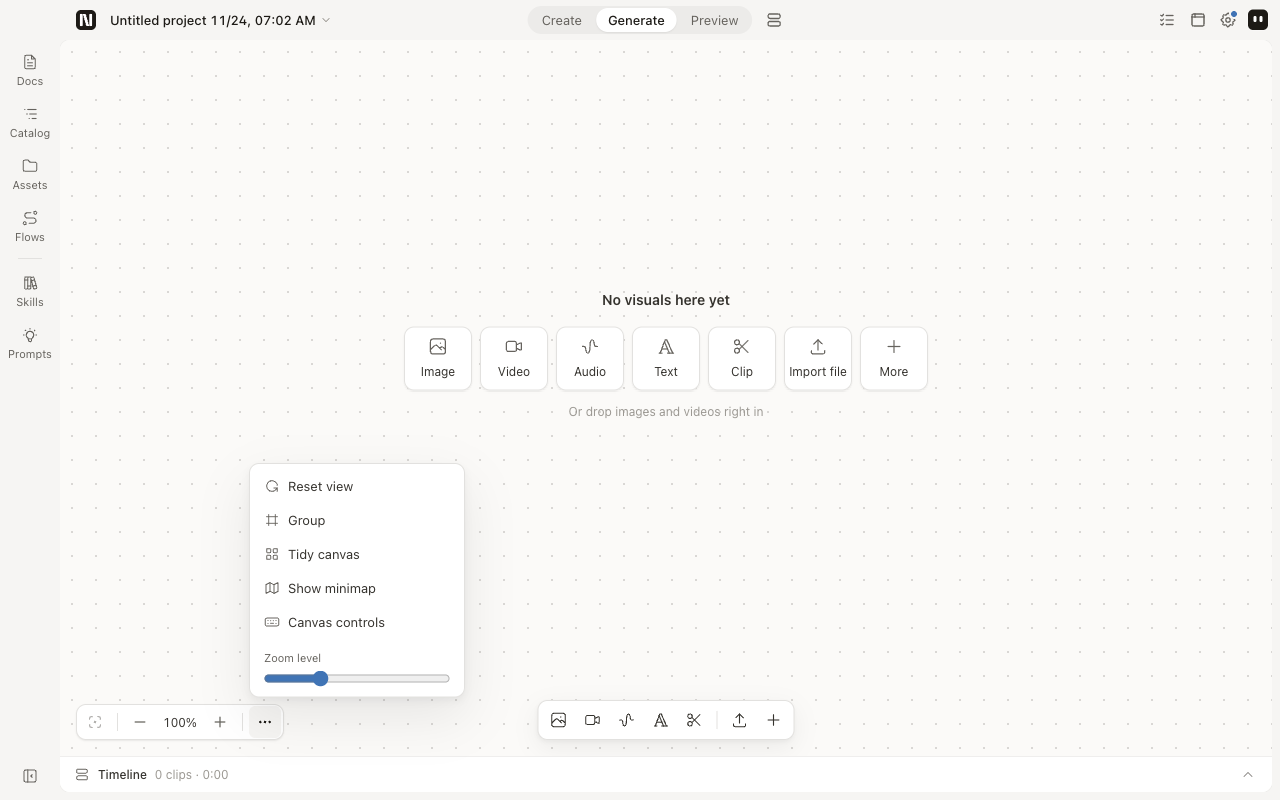 Untitled project 11/24, 07:02 AM
Create
Generate
Preview
Docs
Catalog
Assets
Flows
Skills
Prompts
No visuals here yet
Image
Video
Audio
Text
Clip
Import file
More
Or drop images and videos right in
Reset view
Group
Tidy canvas
Show minimap
Canvas controls
Zoom level
100%
Timeline 0 clips · 0:00